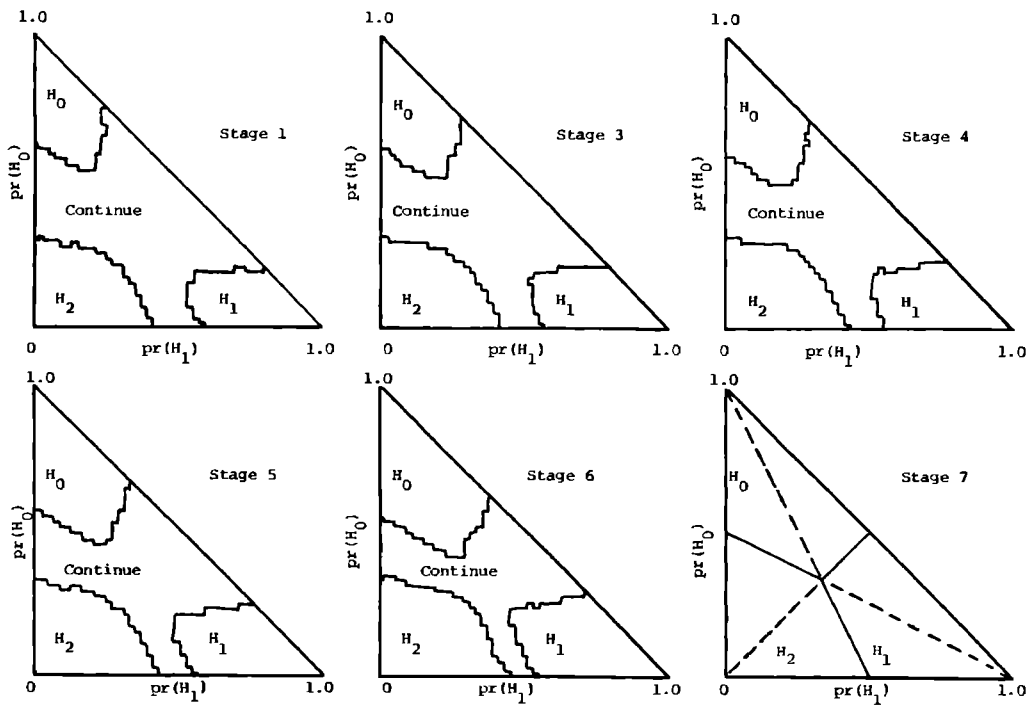 1.0
H0
Stage 1
pr(H0)
Continue
H2
H1
0
pr(H1)
1.0
1.0
H0
Stage 3
pr(H0)
Continue
H2
H1
0
pr(H1)
1.0
1.0
H0
Stage 4
pr(H0)
Continue
H2
H1
0
pr(H1)
1.0
1.0
H0
Stage 5
pr(H0)
Continue
H2
H1
0
pr(H1)
1.0
1.0
H0
Stage 6
pr(H0)
Continue
H2
H1
0
pr(H1)
1.0
1.0
H0
Stage 7
pr(H0)
H2
H1
0
pr(H1)
1.0